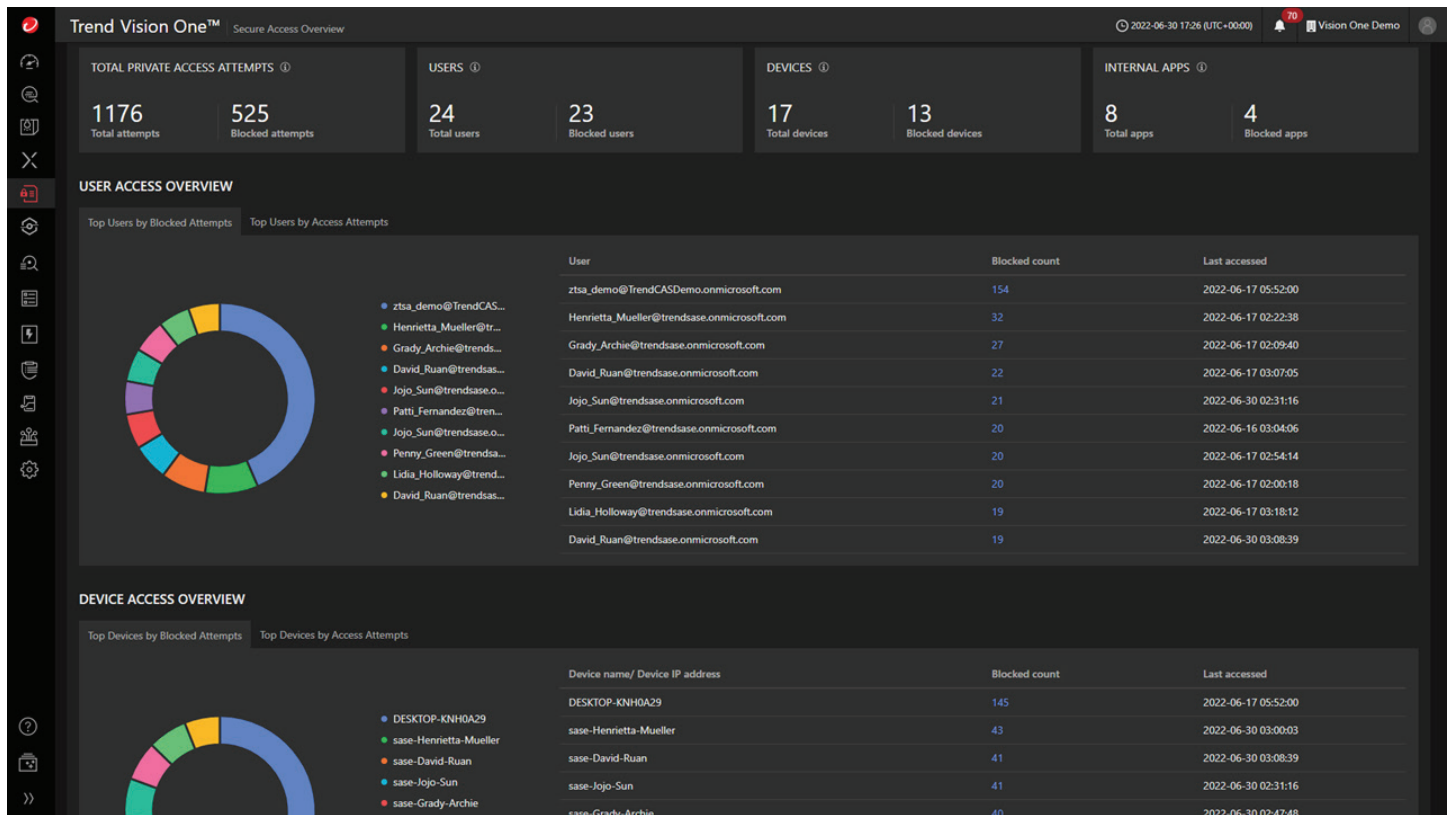 Trend Vision One™ Secure Access Overview 2022-06-30 17:26 (UTC+00:00) 70 Vision One Demo
TOTAL PRIVATE ACCESS ATTEMPTS USERS DEVICES INTERNAL APPS
1176 525 24 23 17 13 8 4
Total attempts Blocked attempts Total users Blocked users Total devices Blocked devices Total apps Blocked apps
USER ACCESS OVERVIEW
Top Users by Blocked Attempts Top Users by Access Attempts
User Blocked count Last accessed
ztsa_demo@TrendCASDemo.onmicrosoft.com 154 2022-06-17 05:52:00
Henrietta_Mueller@trendsase.onmicrosoft.com 32 2022-06-17 02:22:38
Grady_Archie@trendsase.onmicrosoft.com 27 2022-06-17 02:09:40
David_Ruan@trendsase.onmicrosoft.com 22 2022-06-17 03:07:05
Jojo_Sun@trendsase.onmicrosoft.com 21 2022-06-30 02:31:16
Patti_Fernandez@trendsase.onmicrosoft.com 20 2022-06-16 03:04:06
Jojo_Sun@trendsase.onmicrosoft.com 20 2022-06-17 02:54:14
Penny_Green@trendsase.onmicrosoft.com 20 2022-06-17 02:00:18
Lidia_Holloway@trendsase.onmicrosoft.com 19 2022-06-17 03:18:12
David_Ruan@trendsase.onmicrosoft.com 19 2022-06-30 03:08:39
ztsa_demo@TrendCAS...
Henrietta_Mueller@tr...
Grady_Archie@trends...
David_Ruan@trendsas...
Jojo_Sun@trendsase.o...
Patti_Fernandez@tren...
Jojo_Sun@trendsase.o...
Penny_Green@trendsa...
Lidia_Holloway@trend...
David_Ruan@trendsas...
DEVICE ACCESS OVERVIEW
Top Devices by Blocked Attempts Top Devices by Access Attempts
Device name/ Device IP address Blocked count Last accessed
DESKTOP-KNH0A29 145 2022-06-17 05:52:00
sase-Henrietta-Mueller 43 2022-06-30 03:00:03
sase-David-Ruan 41 2022-06-30 03:08:39
sase-Jojo-Sun 41 2022-06-30 02:31:16
sase-Grady-Archie 40 2022-06-30 02:47:48
DESKTOP-KNH0A29
sase-Henrietta-Mueller
sase-David-Ruan
sase-Jojo-Sun
sase-Grady-Archie